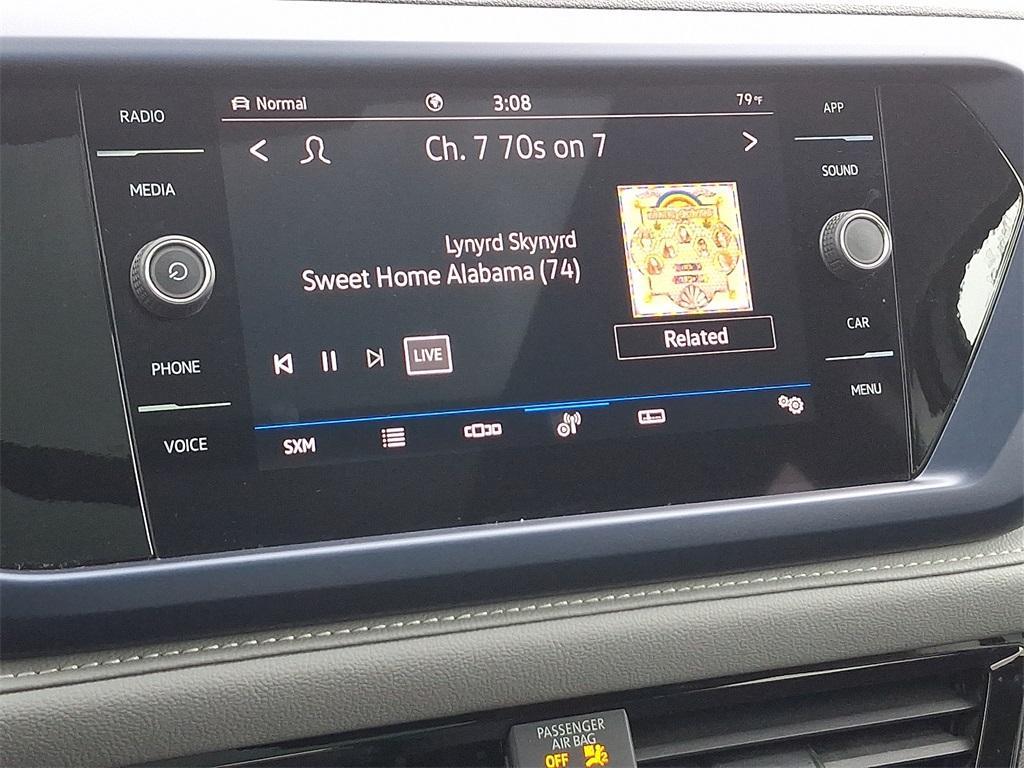 RADIO
MEDIA
PHONE
VOICE
Normal
3:08
79°F
< Ch. 7 70s on 7 >
Lynyrd Skynyrd
Sweet Home Alabama (74)
Related
LIVE
SXM
APP
SOUND
CAR
MENU
PASSENGER
AIR BAG
OFF